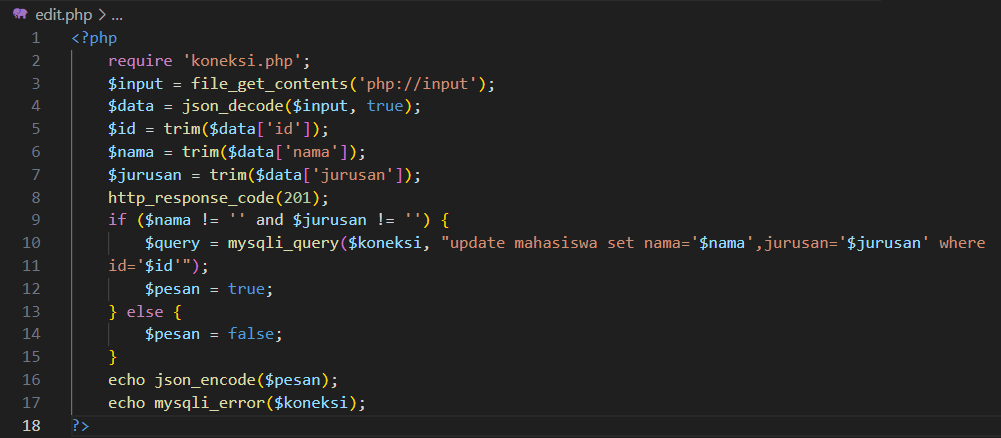 edit.php > ...
1 <?php
2 require 'koneksi.php';
3 $input = file_get_contents('php://input');
4 $data = json_decode($input, true);
5 $id = trim($data['id']);
6 $nama = trim($data['nama']);
7 $jurusan = trim($data['jurusan']);
8 http_response_code(201);
9 if ($nama != '' and $jurusan != '') {
10 $query = mysqli_query($koneksi, "update mahasiswa set nama='$nama',jurusan='$jurusan' where
11 id='$id'");
12 $pesan = true;
13 } else {
14 $pesan = false;
15 }
16 echo json_encode($pesan);
17 echo mysqli_error($koneksi);
18 ?>